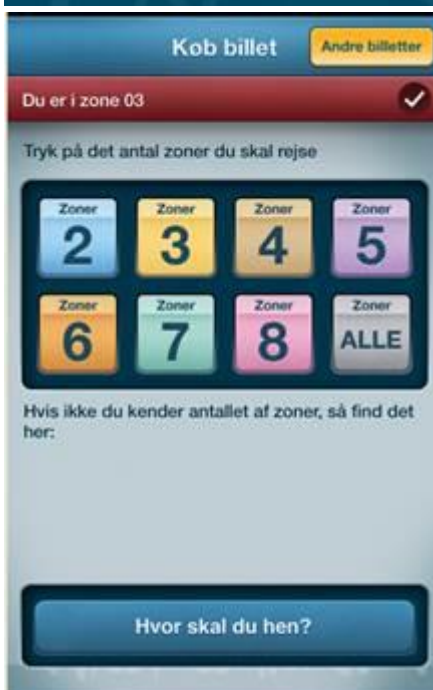 Køb billet
Andre billetter
Du er i zone 03
Tryk på det antal zoner du skal rejse
Zoner Zoner Zoner Zoner
2 3 4 5
Zoner Zoner Zoner Zoner
6 7 8 ALLE
Hvis ikke du kender antallet af zoner, så find det
her:
Hvor skal du hen?